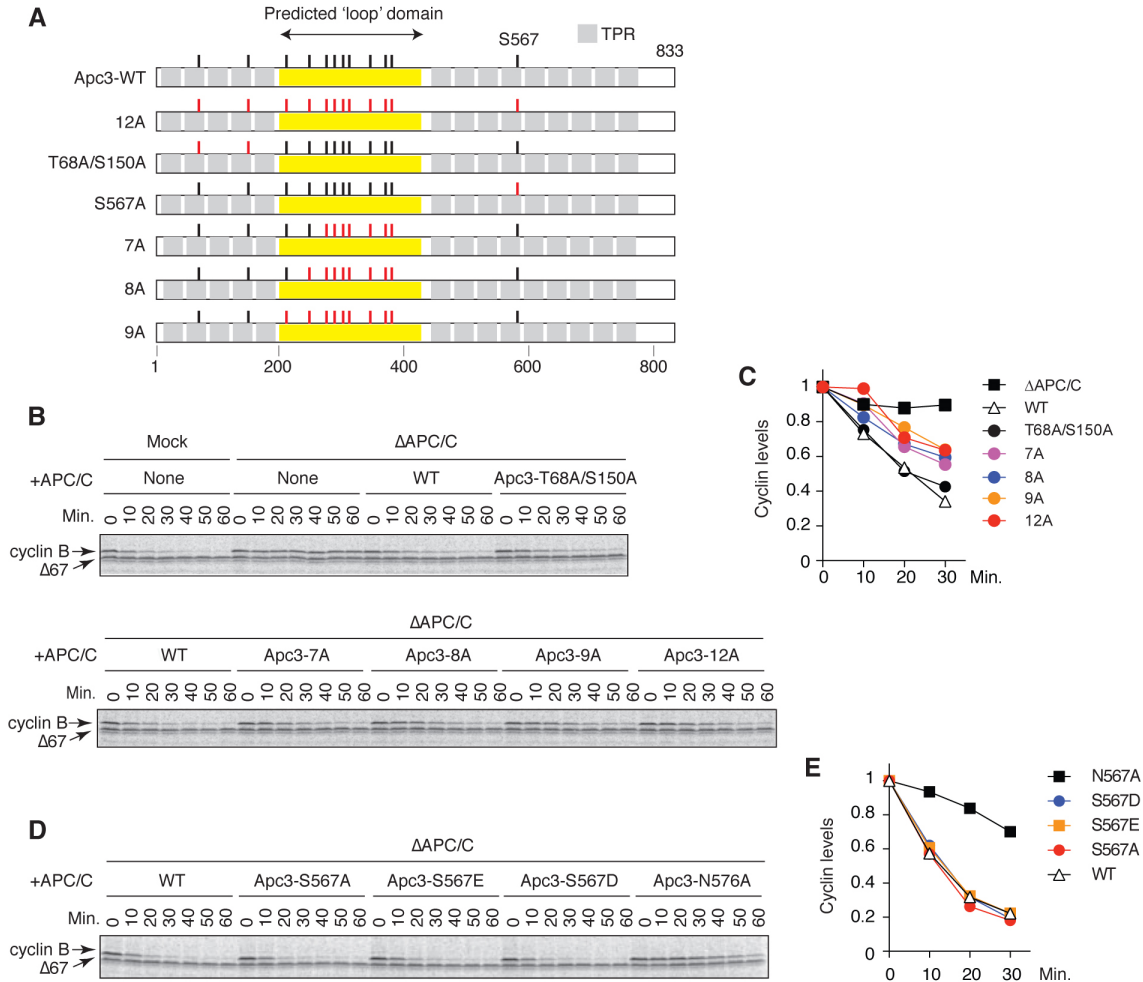 A
Predicted ‘loop’ domain
S567
TPR
833
Apc3-WT
12A
T68A/S150A
S567A
7A
8A
9A
1 200 400 600 800
B
Mock ΔAPC/C
+APC/C None None WT Apc3-T68A/S150A
Min. 0 10 20 30 40 50 60 0 10 20 30 40 50 60 0 10 20 30 40 50 60 0 10 20 30 40 50 60
cyclin B
Δ67
ΔAPC/C
+APC/C WT Apc3-7A Apc3-8A Apc3-9A Apc3-12A
Min. 0 10 20 30 40 50 60 0 10 20 30 40 50 60 0 10 20 30 40 50 60 0 10 20 30 40 50 60 0 10 20 30 40 50 60
cyclin B
Δ67
C
Cyclin levels
1
0.8
0.6
0.4
0.2
0
0 10 20 30 Min.
ΔAPC/C
WT
T68A/S150A
7A
8A
9A
12A
D
ΔAPC/C
+APC/C WT Apc3-S567A Apc3-S567E Apc3-S567D Apc3-N576A
Min. 0 10 20 30 40 50 60 0 10 20 30 40 50 60 0 10 20 30 40 50 60 0 10 20 30 40 50 60 0 10 20 30 40 50 60
cyclin B
Δ67
E
Cyclin levels
1
0.8
0.6
0.4
0.2
0
0 10 20 30 Min.
N567A
S567D
S567E
S567A
WT